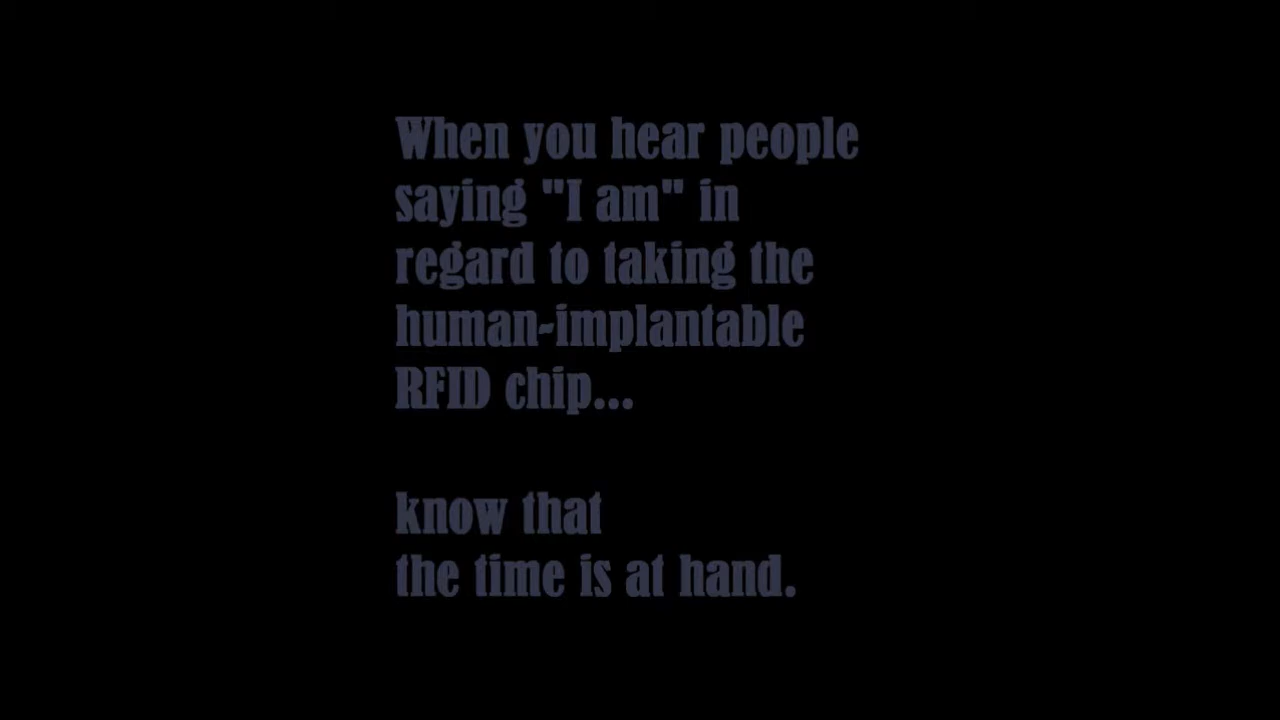 When you hear people
saying "I am" in
regard to taking the
human-implantable
RFID chip...
know that
the time is at hand.